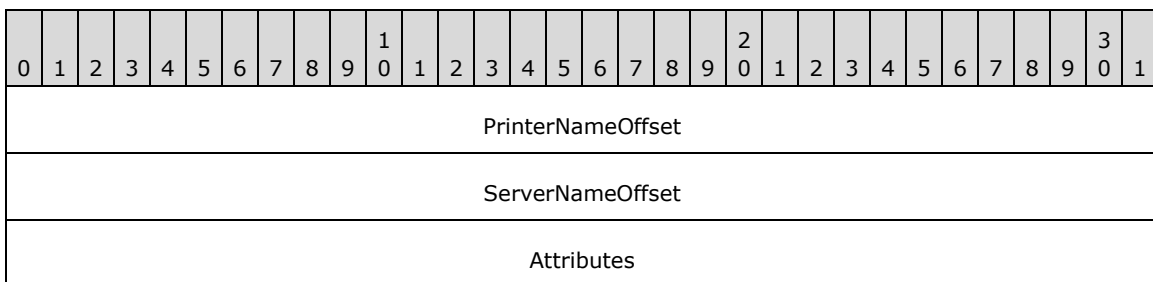 1 2 3
0 1 2 3 4 5 6 7 8 9 0 1 2 3 4 5 6 7 8 9 0 1 2 3 4 5 6 7 8 9 0 1
PrinterNameOffset
ServerNameOffset
Attributes